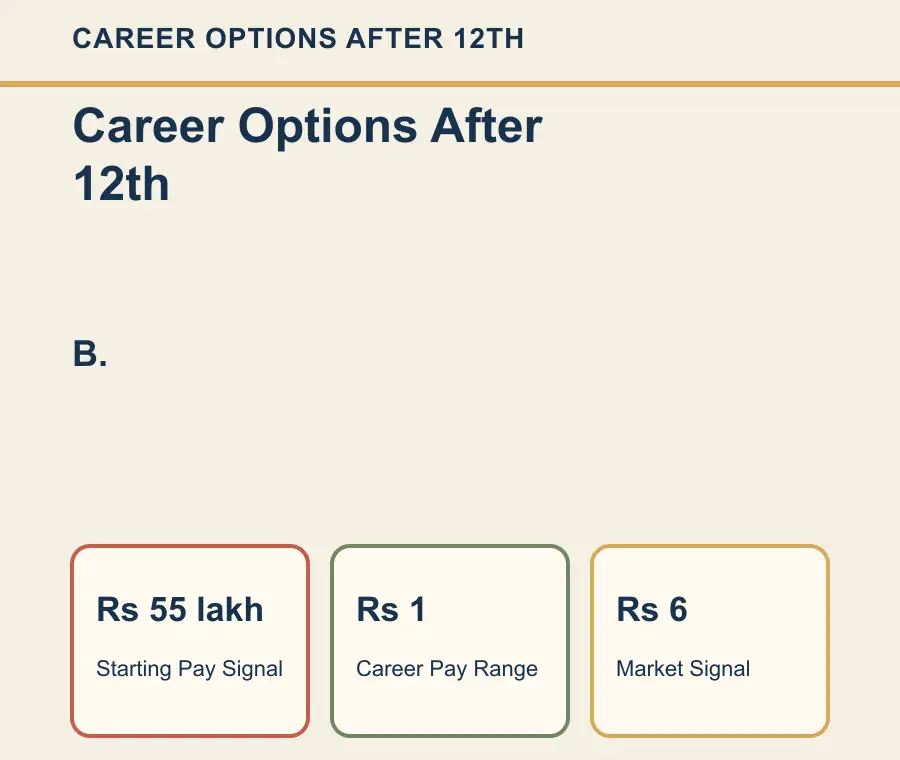 CAREER OPTIONS AFTER 12TH
Career Options After
12th
B.
Rs 55 lakh
Starting Pay Signal
Rs 1
Career Pay Range
Rs 6
Market Signal